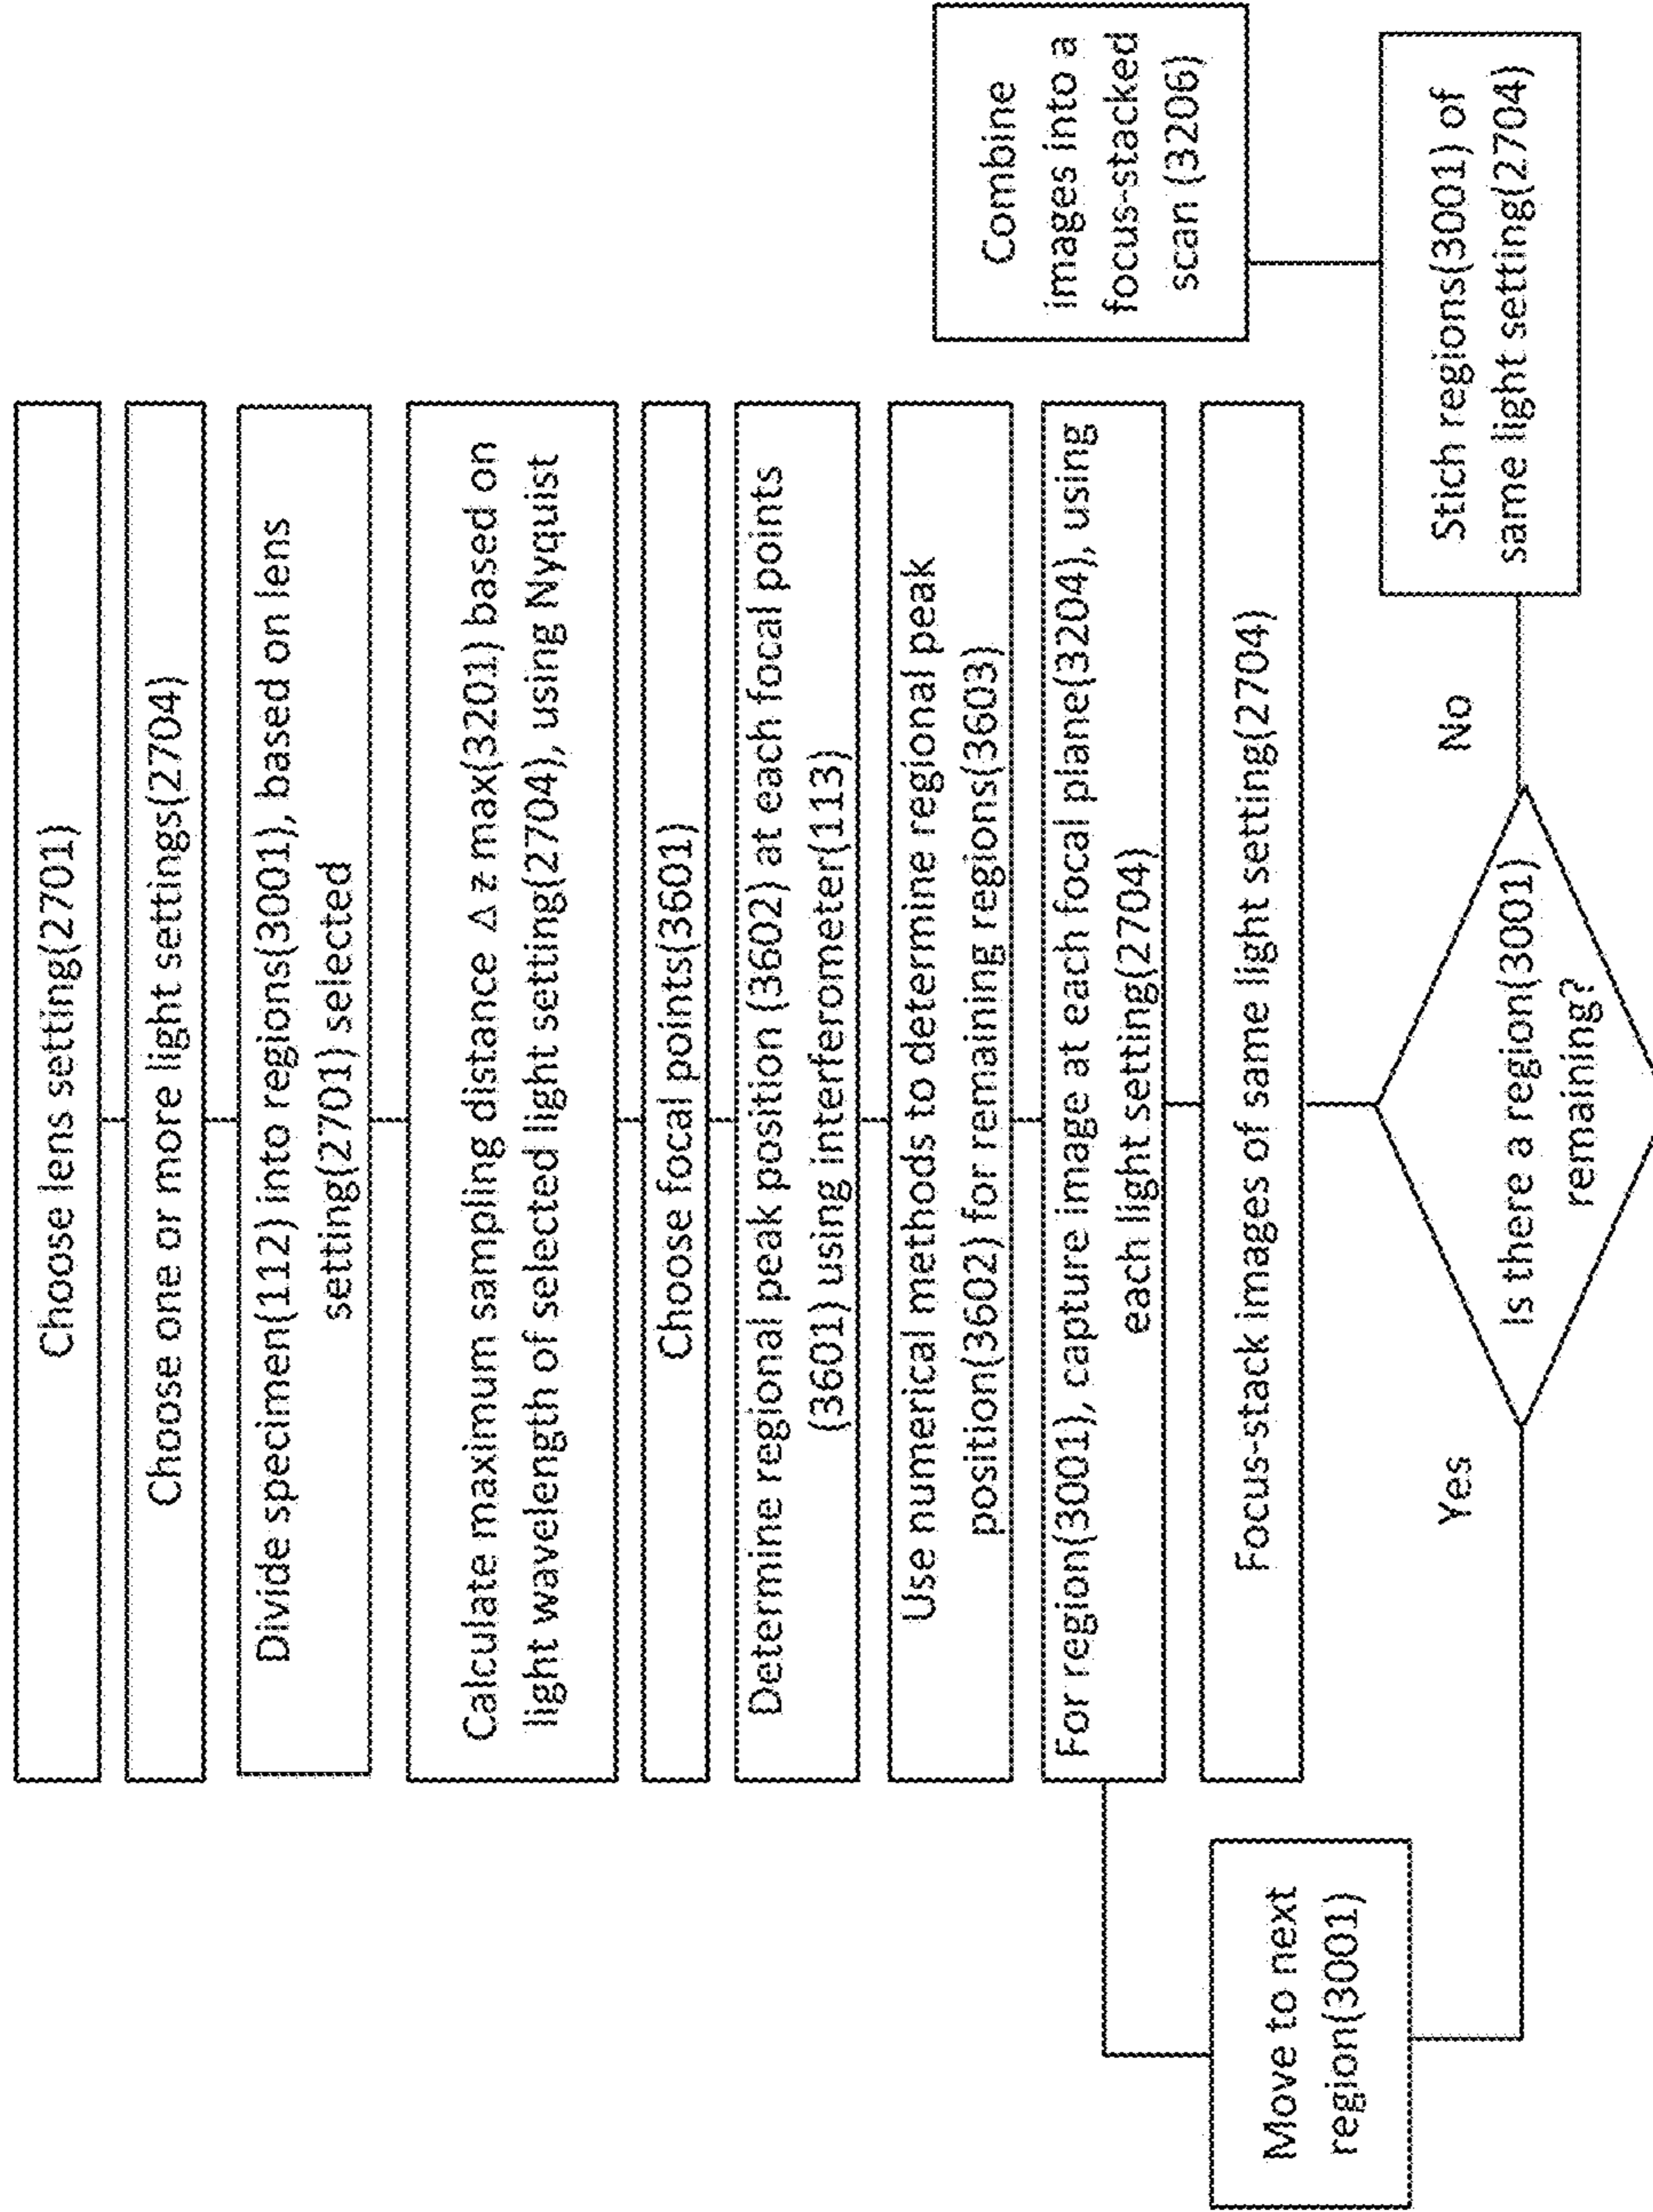 Choose lens setting(2701)
Choose one or more light settings(2704)
Divide specimen(112) into regions(3001), based on lens
setting(2701) selected
Calculate maximum sampling distance Δ z max(3201) based on
light wavelength of selected light setting(2704), using Nyquist
Choose focal points(3601)
Determine regional peak position (3602) at each focal points
(3601) using interferometer(113)
Use numerical methods to determine regional peak
position(3602) for remaining regions(3603)
For region(3001), capture image at each focal plane(3204), using
each light setting(2704)
Focus-stack images of same light setting(2704)
Is there a region(3001)
remaining?
Yes
No
Move to next
region(3001)
Stich regions(3001) of
same light setting(2704)
Combine
images into a
focus-stacked
scan (3206)